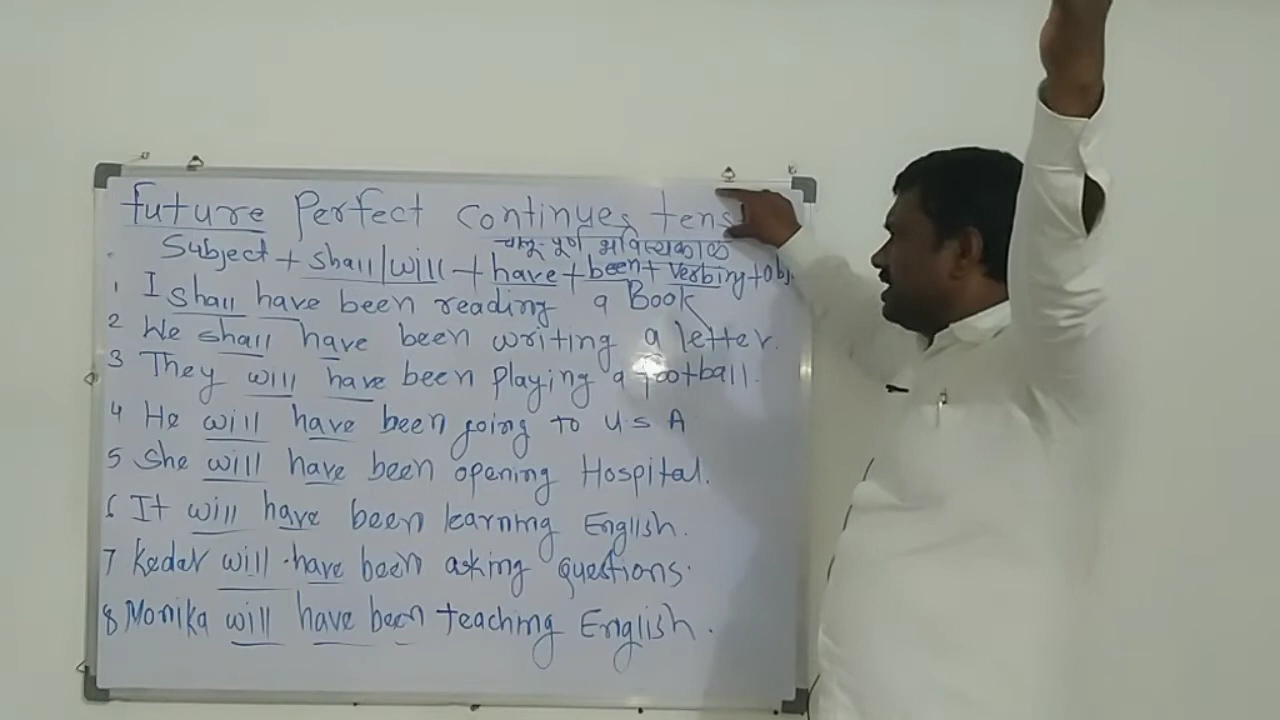 future Perfect continues tens
चालू-पूर्ण भविष्यकाळ
Subject + shall/will + have + been + verbing + Obj.
1 I shall have been reading a Book
2 We shall have been writing a letter.
3 They will have been playing a football.
4 He will have been going to U.S A
5 She will have been opening Hospital.
6 It will have been learning English.
7 Kedar will have been asking questions.
8 Monika will have been teaching English.